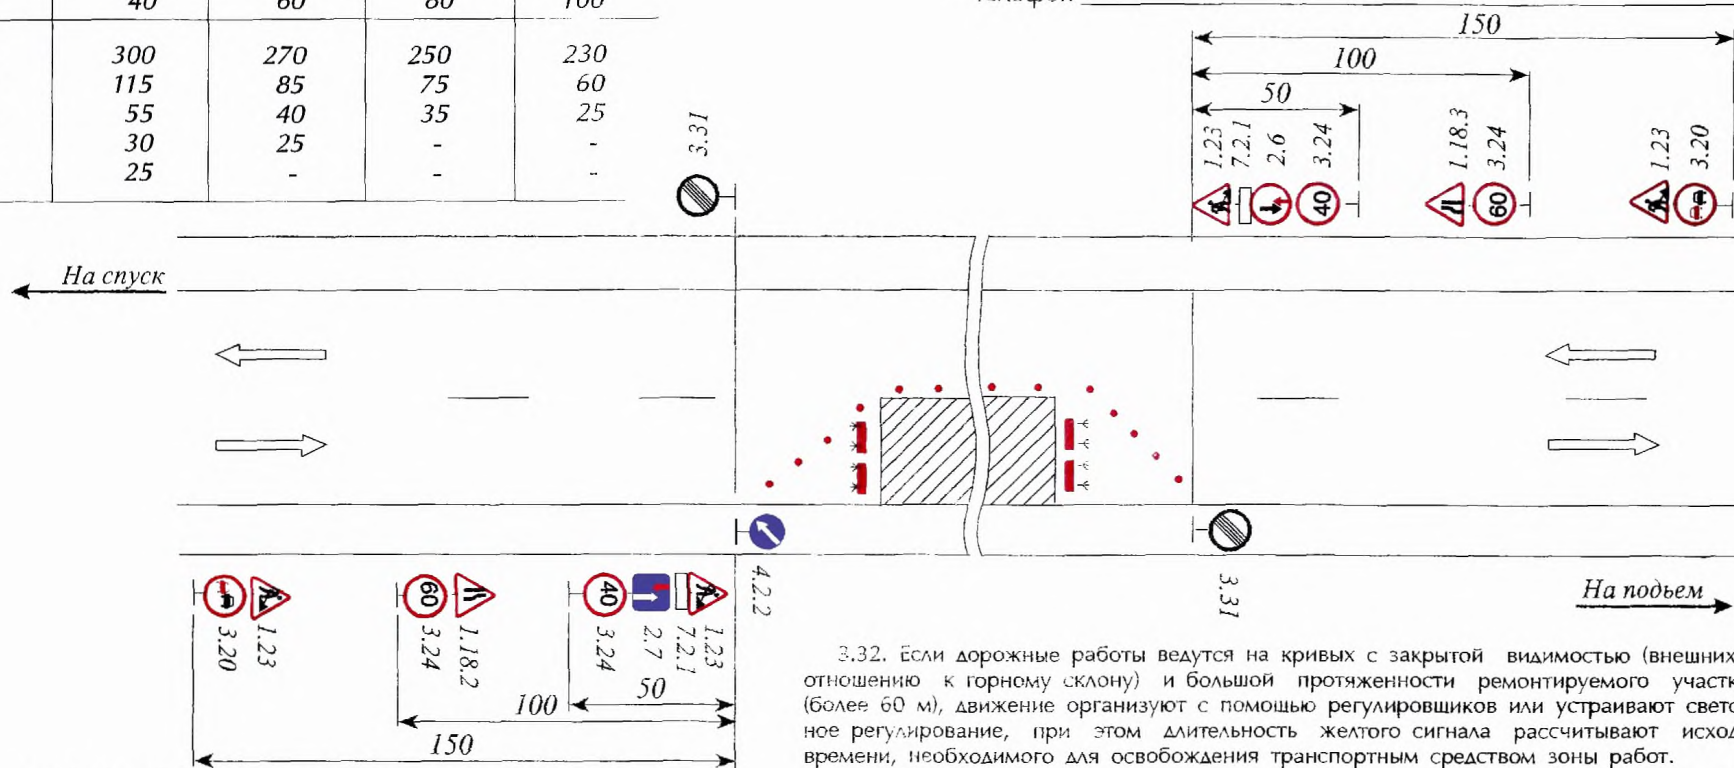 40 60 80 100
300 270 250 230
115 85 75 60
55 40 35 25
30 25 - -
25 - - -
3.31
150
100
50
1.23 7.2.1 2.6 3.24 1.18.3 3.24 1.23 3.20
40 60
На спуск
4.2.2
3.31
60 40
3.20 1.23 3.24 1.18.2 3.24 2.7 7.2.1 1.23
50
100
150
На подьем
3.32. Если дорожные работы ведутся на кривых с закрытой видимостью (внешних
отношению к горному склону) и большой протяженности ремонтируемого участк
(более 60 м), движение организуют с помощью регулировщиков или устраивают свето
ное регулирование, при этом длительность желтого сигнала рассчитывают исход
времени, необходимого для освобождения транспортным средством зоны работ.